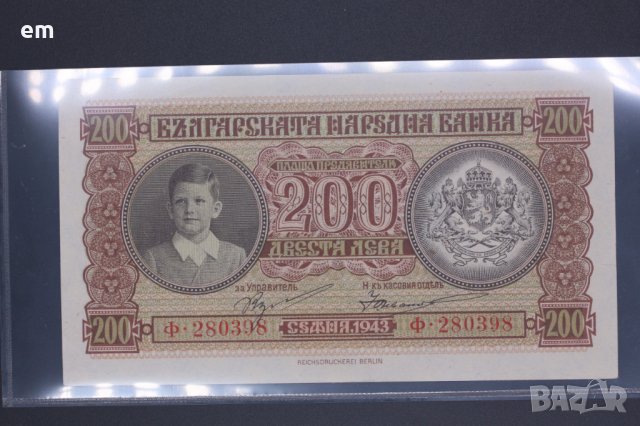 em
БЪЛГАРСКАТА НАРОДНА БАНКА
200 200
ПЛАЩА ПРЕДЯВИТЕЛЮ
200
ДВЕСТА ЛЕВА
за Управитель Н-къ касовия отдѣлъ
200 Ф·280398 СОФИЯ 1943 Ф·280398 200
REICHSDRUCKEREI BERLIN
BAZAR